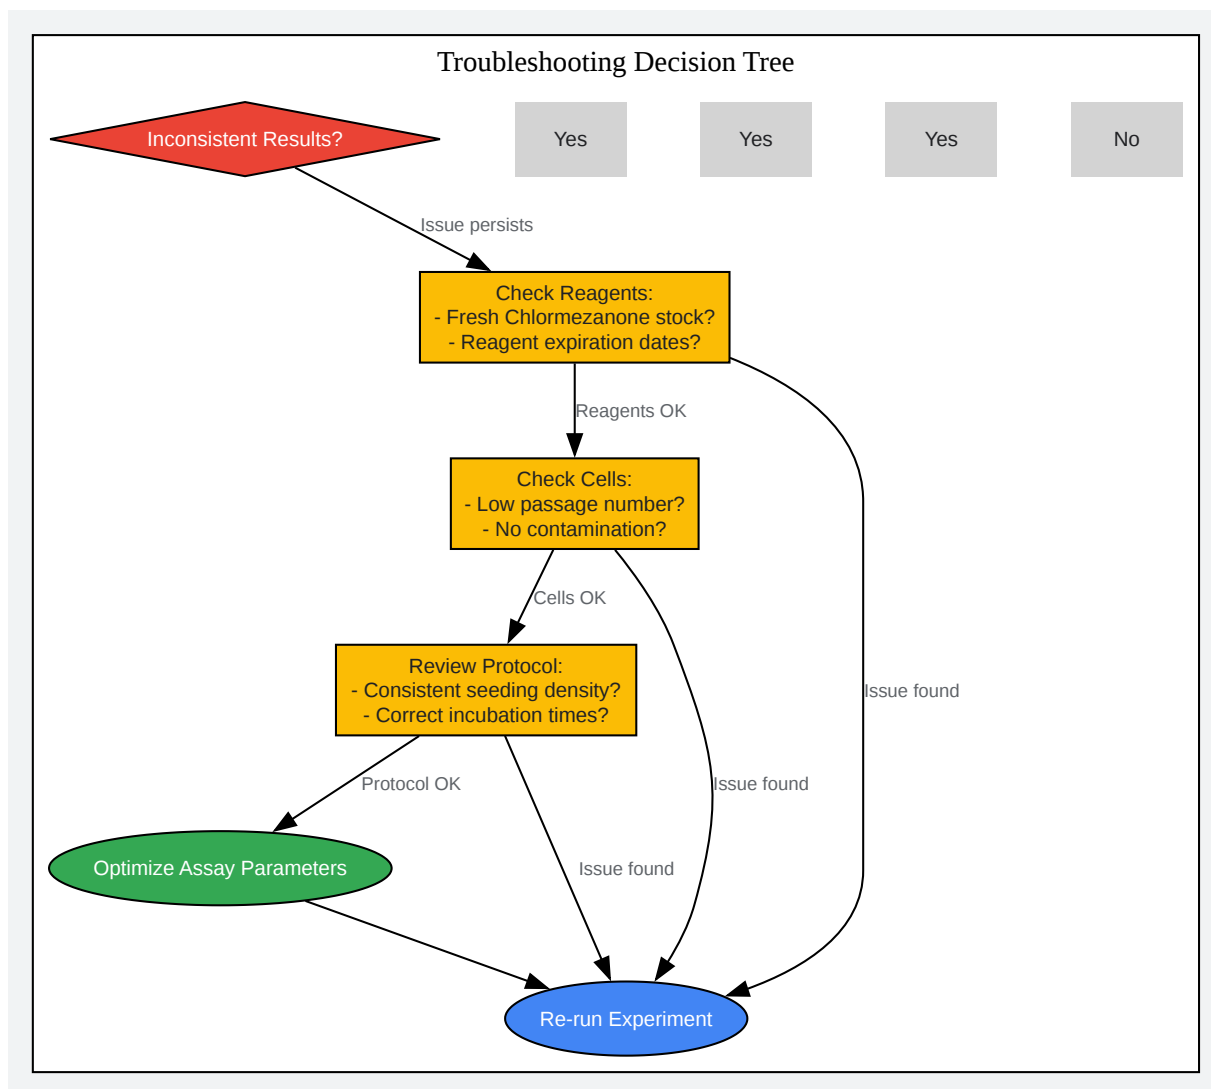 Troubleshooting Decision Tree
Inconsistent Results?
Yes
Yes
Yes
No
Issue persists
Check Reagents:
- Fresh Chlormezanone stock?
- Reagent expiration dates?
Reagents OK
Check Cells:
- Low passage number?
- No contamination?
Cells OK
Review Protocol:
- Consistent seeding density?
- Correct incubation times?
Issue found
Protocol OK
Issue found
Optimize Assay Parameters
Issue found
Re-run Experiment